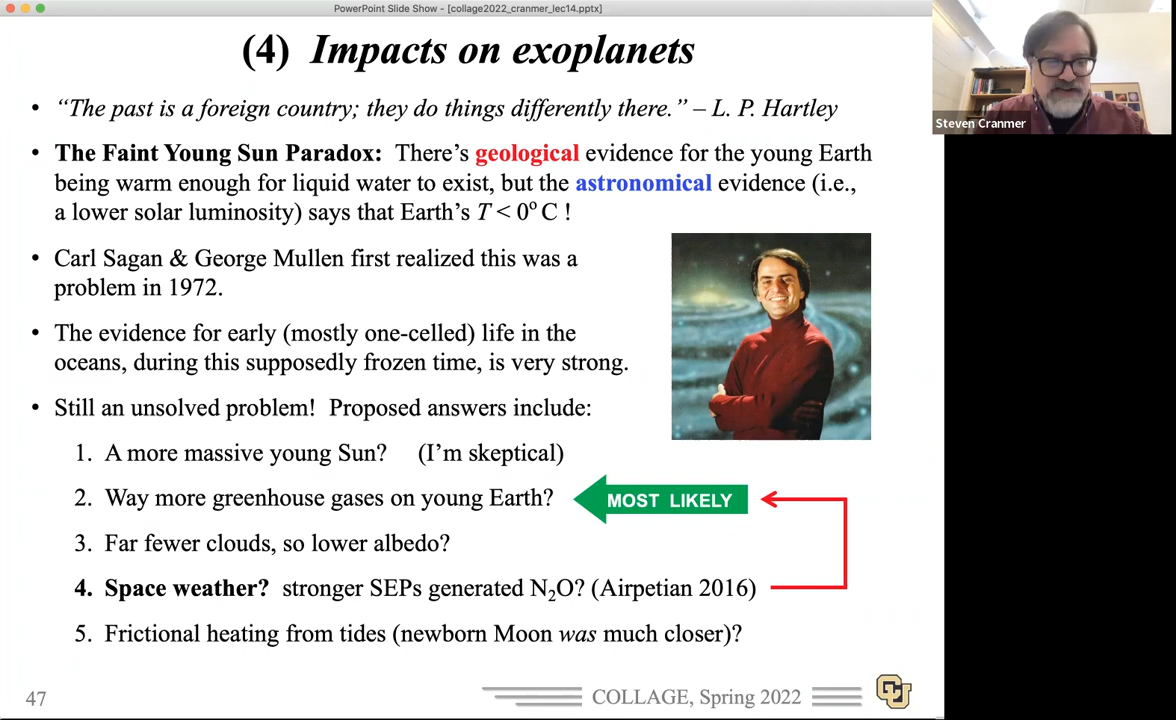 PowerPoint Slide Show - [collage2022_cranmer_lec14.pptx]
(4) Impacts on exoplanets
• “The past is a foreign country; they do things differently there.” – L. P. Hartley
• The Faint Young Sun Paradox: There’s geological evidence for the young Earth
being warm enough for liquid water to exist, but the astronomical evidence (i.e.,
a lower solar luminosity) says that Earth’s T < 0° C !
• Carl Sagan & George Mullen first realized this was a
problem in 1972.
• The evidence for early (mostly one-celled) life in the
oceans, during this supposedly frozen time, is very strong.
• Still an unsolved problem! Proposed answers include:
1. A more massive young Sun? (I’m skeptical)
2. Way more greenhouse gases on young Earth? MOST LIKELY
3. Far fewer clouds, so lower albedo?
4. Space weather? stronger SEPs generated N₂O? (Airpetian 2016)
5. Frictional heating from tides (newborn Moon was much closer)?
47
COLLAGE, Spring 2022
CU
Steven Cranmer